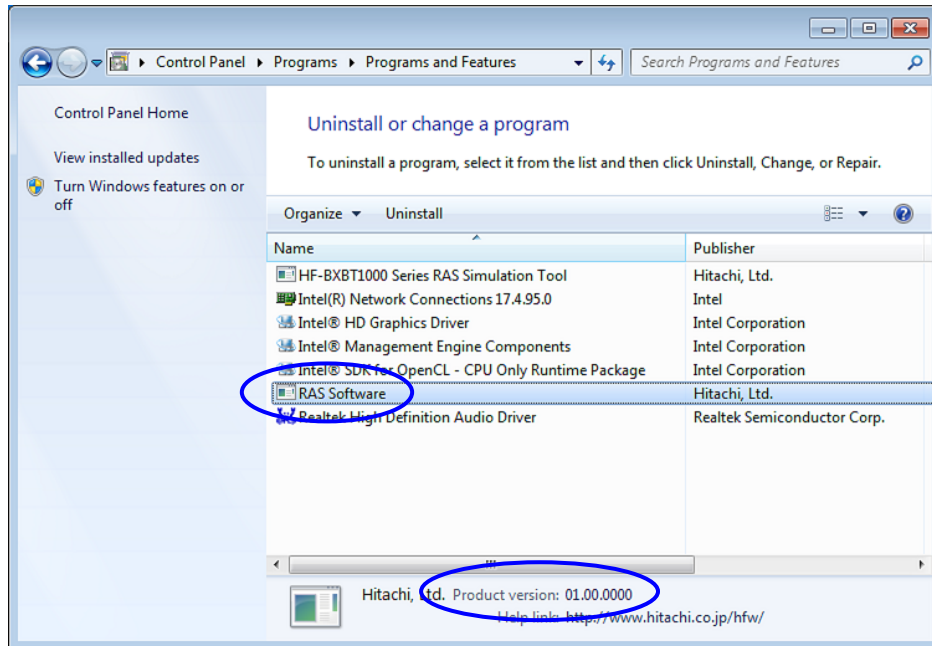 Control Panel Programs Programs and Features
Search Programs and Features
Control Panel Home
View installed updates
Turn Windows features on or
off
Uninstall or change a program
To uninstall a program, select it from the list and then click Uninstall, Change, or Repair.
Organize Uninstall
Name Publisher
HF-BXBT1000 Series RAS Simulation Tool Hitachi, Ltd.
Intel(R) Network Connections 17.4.95.0 Intel
Intel® HD Graphics Driver Intel Corporation
Intel® Management Engine Components Intel Corporation
Intel® SDK for OpenCL - CPU Only Runtime Package Intel Corporation
RAS Software Hitachi, Ltd.
Realtek High Definition Audio Driver Realtek Semiconductor Corp.
Hitachi, Ltd. Product version: 01.00.0000
Help link: http://www.hitachi.co.jp/hfw/